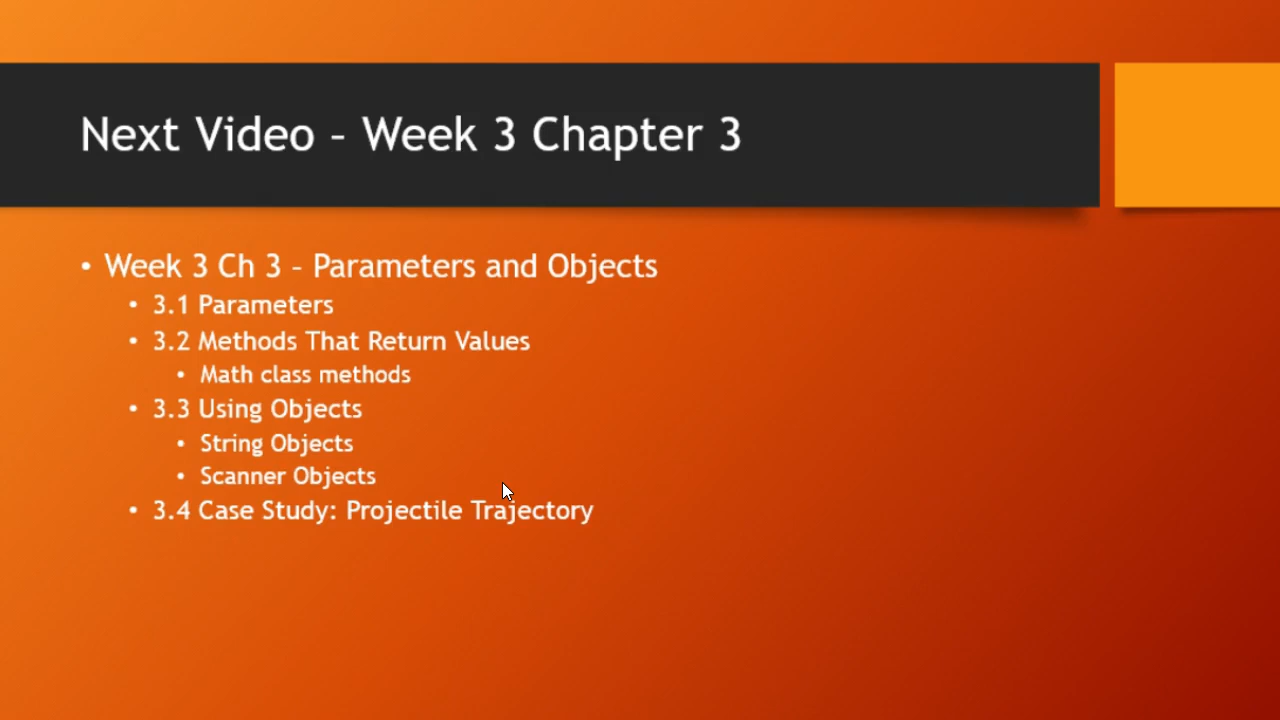 Next Video – Week 3 Chapter 3
• Week 3 Ch 3 – Parameters and Objects
• 3.1 Parameters
• 3.2 Methods That Return Values
• Math class methods
• 3.3 Using Objects
• String Objects
• Scanner Objects
• 3.4 Case Study: Projectile Trajectory